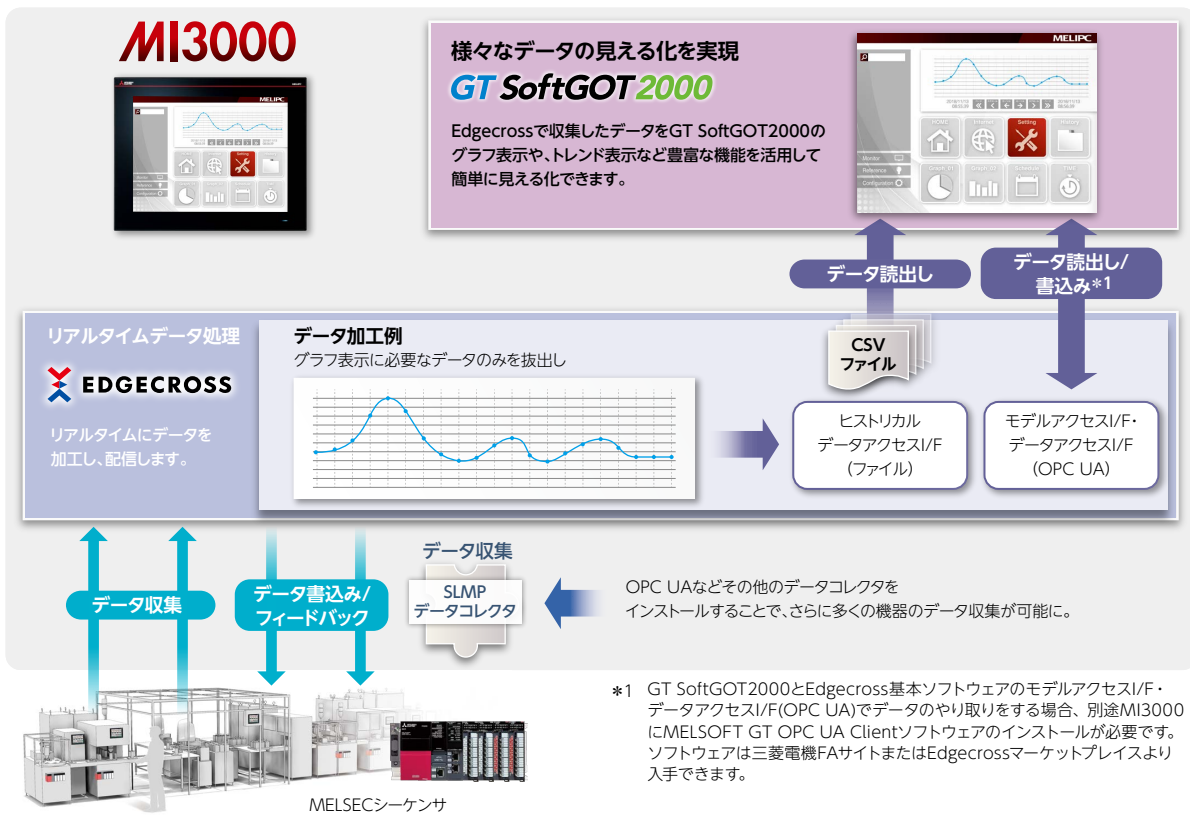 MI3000
MELIPC
様々なデータの見える化を実現
GT SoftGOT2000
Edgecrossで収集したデータをGT SoftGOT2000の
グラフ表示や、トレンド表示など豊富な機能を活用して
簡単に見える化できます。
MELIPC
HOME
Internet
Setting
History
Monitor
Reference
Configuration
Graph_01
Graph_02
Schedule
Time
データ読出し
データ読出し/
書込み*1
リアルタイムデータ処理
EDGECROSS
リアルタイムにデータを
加工し、配信します。
データ加工例
グラフ表示に必要なデータのみを抜出し
CSV
ファイル
ヒストリカル
データアクセスI/F
(ファイル)
モデルアクセスI/F・
データアクセスI/F
(OPC UA)
データ収集
データ書込み/
フィードバック
データ収集
SLMP
データコレクタ
OPC UAなどその他のデータコレクタを
インストールすることで、さらに多くの機器のデータ収集が可能に。
MELSECシーケンサ
*1 GT SoftGOT2000とEdgecross基本ソフトウェアのモデルアクセスI/F・
データアクセスI/F(OPC UA)でデータのやり取りをする場合、別途MI3000
にMELSOFT GT OPC UA Clientソフトウェアのインストールが必要です。
ソフトウェアは三菱電機FAサイトまたはEdgecrossマーケットプレイスより
入手できます。